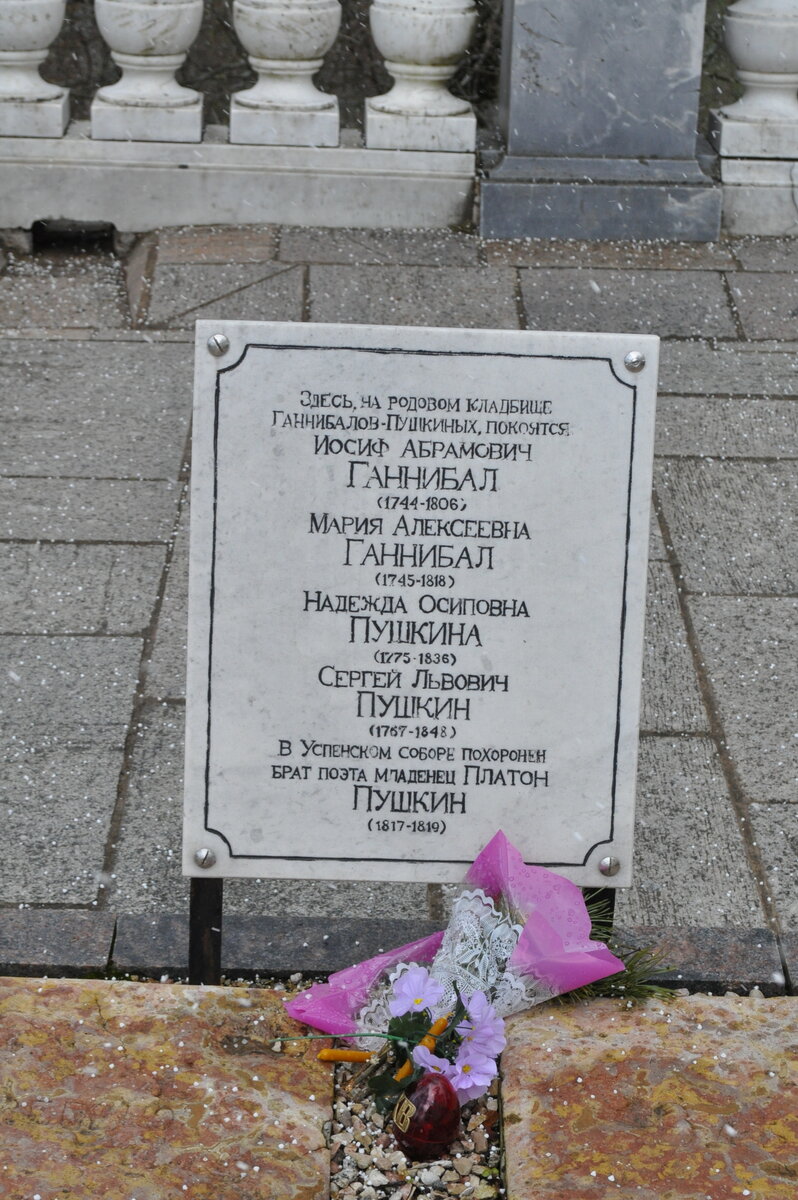 Здесь, на родовом кладбище
Ганнибалов-Пушкиных, покоятся
Иосиф Абрамович
Ганнибал
(1744-1806)
Мария Алексеевна
Ганнибал
(1745-1818)
Надежда Осиповна
Пушкина
(1775-1836)
Сергей Львович
Пушкин
(1767-1848)
В Успенском соборе похоронен
брат поэта младенец Платон
Пушкин
(1817-1819)